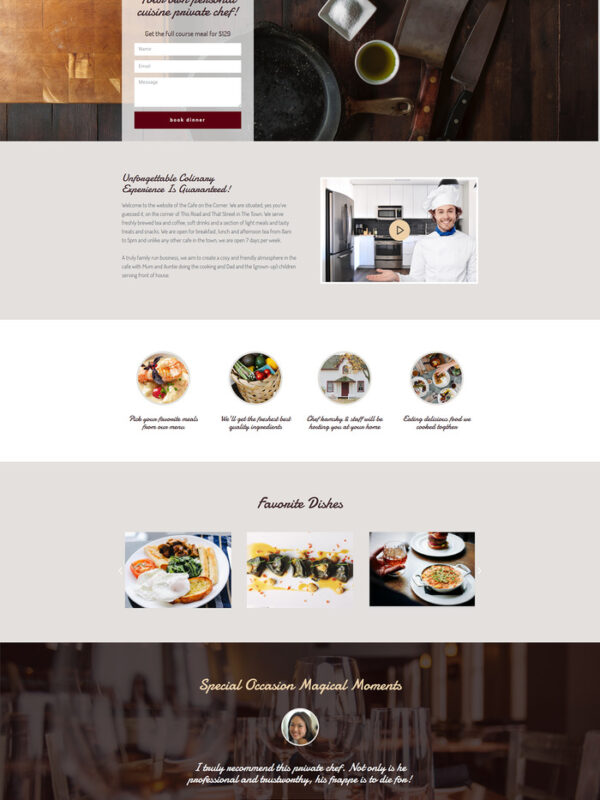 Your own personal
cuisine private chef!
Get the full course meal for $129
Name
Email
Message
book dinner
Unforgettable Colinary
Experience Is Guaranteed!
Welcome to the website of the Cafe on the Corner. We are situated, yes you've
guessed it, on the corner of This Road and That Street in The Town. We serve
freshly brewed tea and coffee, soft drinks and a section of light meals and tasty
treats and snacks. We are open for breakfast, lunch and afternoon tea from 8am
to 5pm and unlike any other cafe in the town, we are open 7 days per week.
A truly family run business, we aim to create a cosy and friendly atmosphere in the
cafe with Mum and Auntie doing the cooking and Dad and the (grown-up) children
serving front of house.
Pick your favorite meals
from our menu
We'll get the freshest best
quality ingredients
Chef kamsky & staff will be
hosting you at your home
Eating delicious food we
cooked togther
Favorite Dishes
Special Occasion Magical Moments
I truly recommend this private chef. Not only is he
professional and trustworthy, his frappe is to die for!